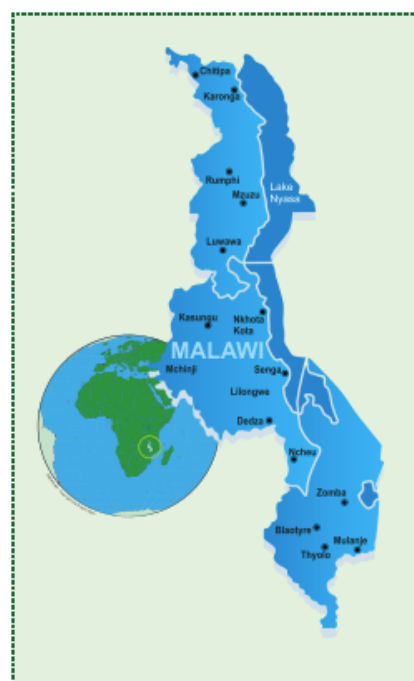 Chitipa
Karonga
Lake
Nyasa
Rumphi
Mzuzu
Luwawa
Kasungu
Nkhota
Kota
MALAWI
Mchinji
Senga
Lilongwe
Dedza
Ncheu
Zomba
Blaotyre
Mulanje
Thyolo